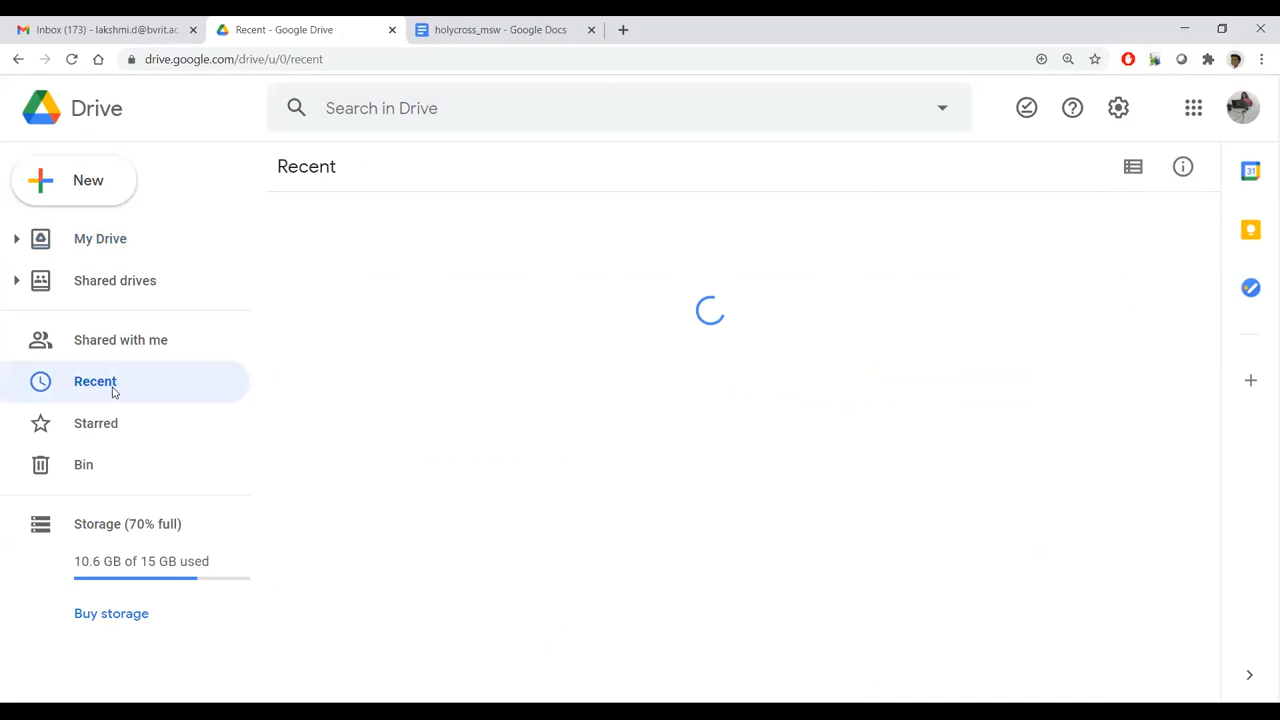 Inbox (173) - lakshmi.d@bvrit.ac
Recent - Google Drive
holycross_msw - Google Docs
drive.google.com/drive/u/0/recent
Drive
Search in Drive
New
Recent
31
My Drive
Shared drives
Shared with me
Recent
Starred
Bin
Storage (70% full)
10.6 GB of 15 GB used
Buy storage